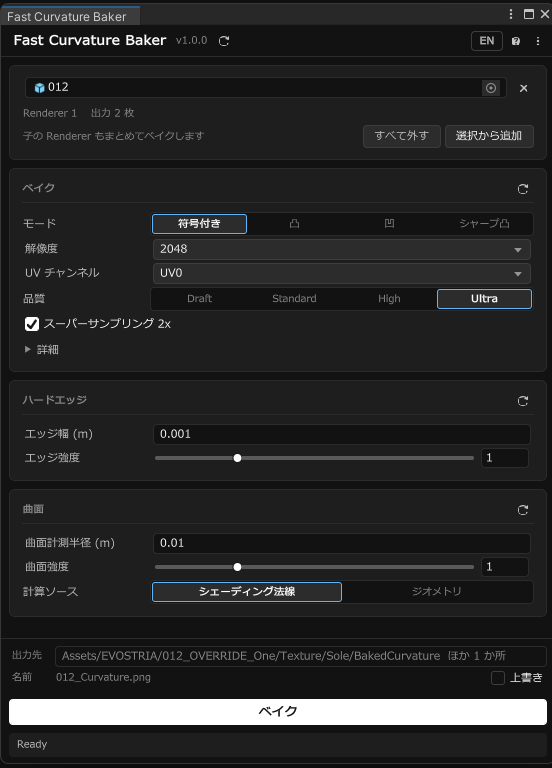 Fast Curvature Baker
Fast Curvature Baker v1.0.0 EN ?
012
Renderer 1 出力 2 枚
子の Renderer もまとめてベイクします すべて外す 選択から追加
ベイク
モード 符号付き 凸 凹 シャープ凸
解像度 2048
UV チャンネル UV0
品質 Draft Standard High Ultra
スーパーサンプリング 2x
詳細
ハードエッジ
エッジ幅 (m) 0.001
エッジ強度 1
曲面
曲面計測半径 (m) 0.01
曲面強度 1
計算ソース シェーディング法線 ジオメトリ
出力先 Assets/EVOSTRIA/012_OVERRIDE_One/Texture/Sole/BakedCurvature ほか 1 か所
名前 012_Curvature.png 上書き
ベイク
Ready